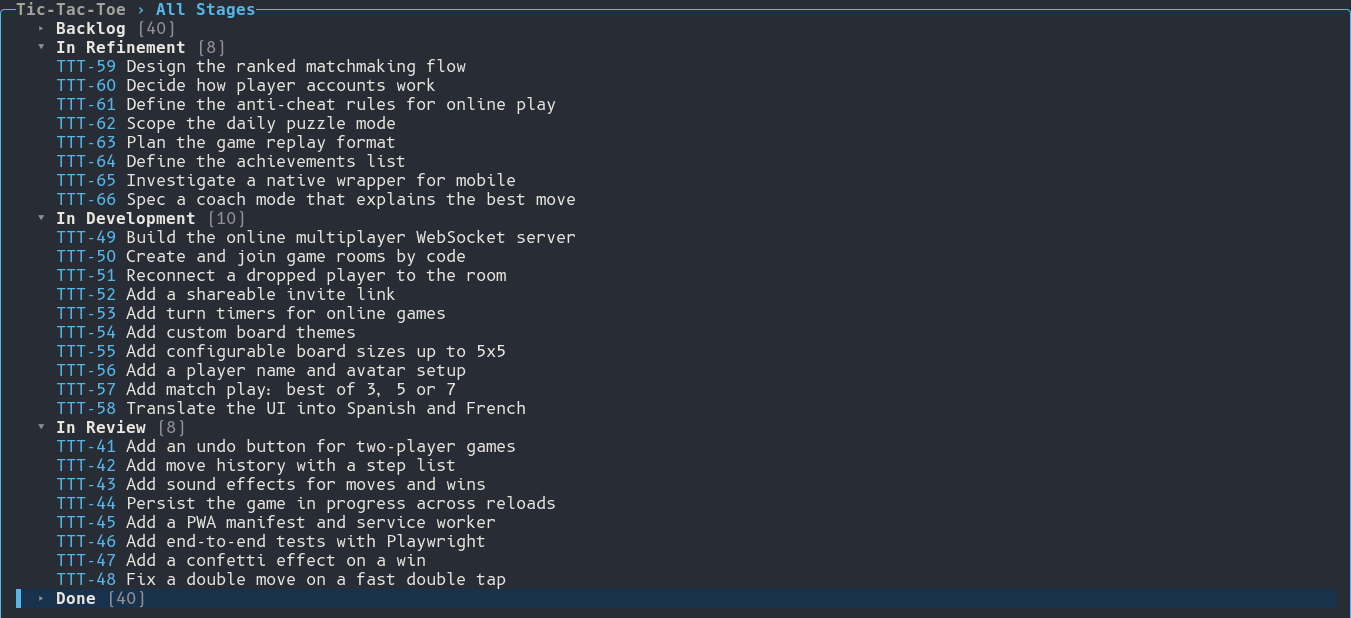 Tic-Tac-Toe › All Stages
▸ Backlog [40]
▾ In Refinement [8]
TTT-59 Design the ranked matchmaking flow
TTT-60 Decide how player accounts work
TTT-61 Define the anti-cheat rules for online play
TTT-62 Scope the daily puzzle mode
TTT-63 Plan the game replay format
TTT-64 Define the achievements list
TTT-65 Investigate a native wrapper for mobile
TTT-66 Spec a coach mode that explains the best move
▾ In Development [10]
TTT-49 Build the online multiplayer WebSocket server
TTT-50 Create and join game rooms by code
TTT-51 Reconnect a dropped player to the room
TTT-52 Add a shareable invite link
TTT-53 Add turn timers for online games
TTT-54 Add custom board themes
TTT-55 Add configurable board sizes up to 5x5
TTT-56 Add a player name and avatar setup
TTT-57 Add match play: best of 3, 5 or 7
TTT-58 Translate the UI into Spanish and French
▾ In Review [8]
TTT-41 Add an undo button for two-player games
TTT-42 Add move history with a step list
TTT-43 Add sound effects for moves and wins
TTT-44 Persist the game in progress across reloads
TTT-45 Add a PWA manifest and service worker
TTT-46 Add end-to-end tests with Playwright
TTT-47 Add a confetti effect on a win
TTT-48 Fix a double move on a fast double tap
▸ Done [40]